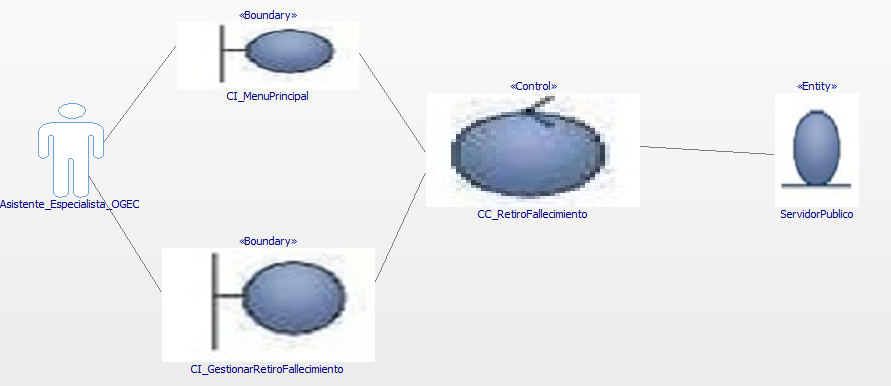 «Boundary»
CI_MenuPrincipal
«Control»
«Entity»
Asistente_Especialista_OGEC
CC_RetiroFallecimiento
ServidorPublico
«Boundary»
CI_GestionarRetiroFallecimiento